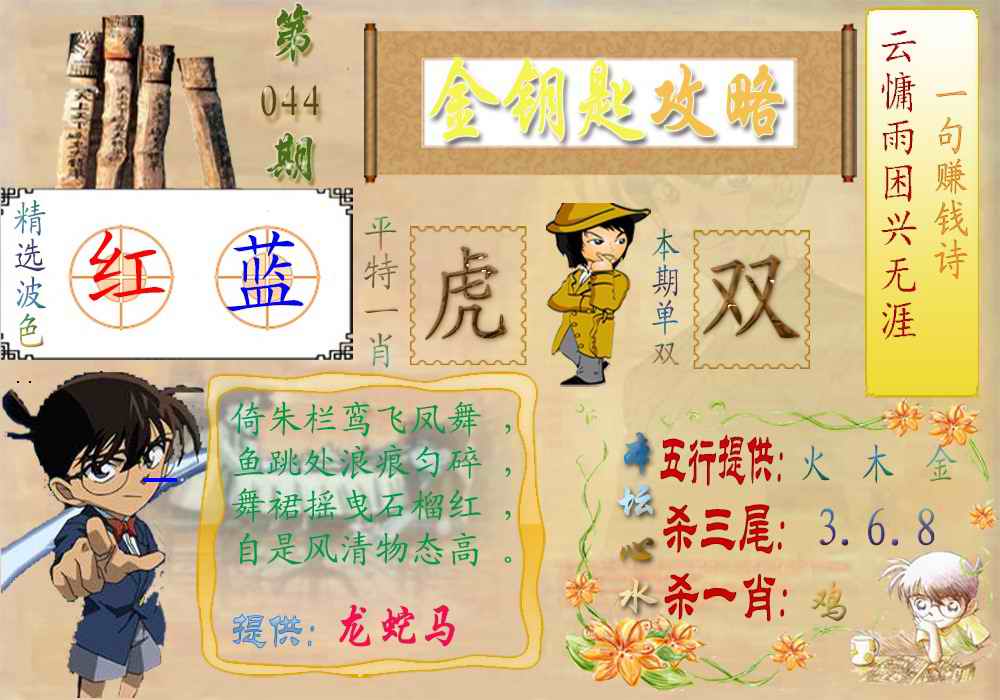 第
044
期
金钥匙攻略
一句赚钱诗
云慵雨困兴无涯
精选波色
红 蓝
平特一肖
虎
本期单双
双
倚朱栏鸾飞凤舞，
鱼跳处浪痕匀碎，
舞裙摇曳石榴红，
自是风清物态高。
提供：龙蛇马
本坛心水
五行提供：火 木 金
杀三尾：3.6.8
杀一肖：鸡